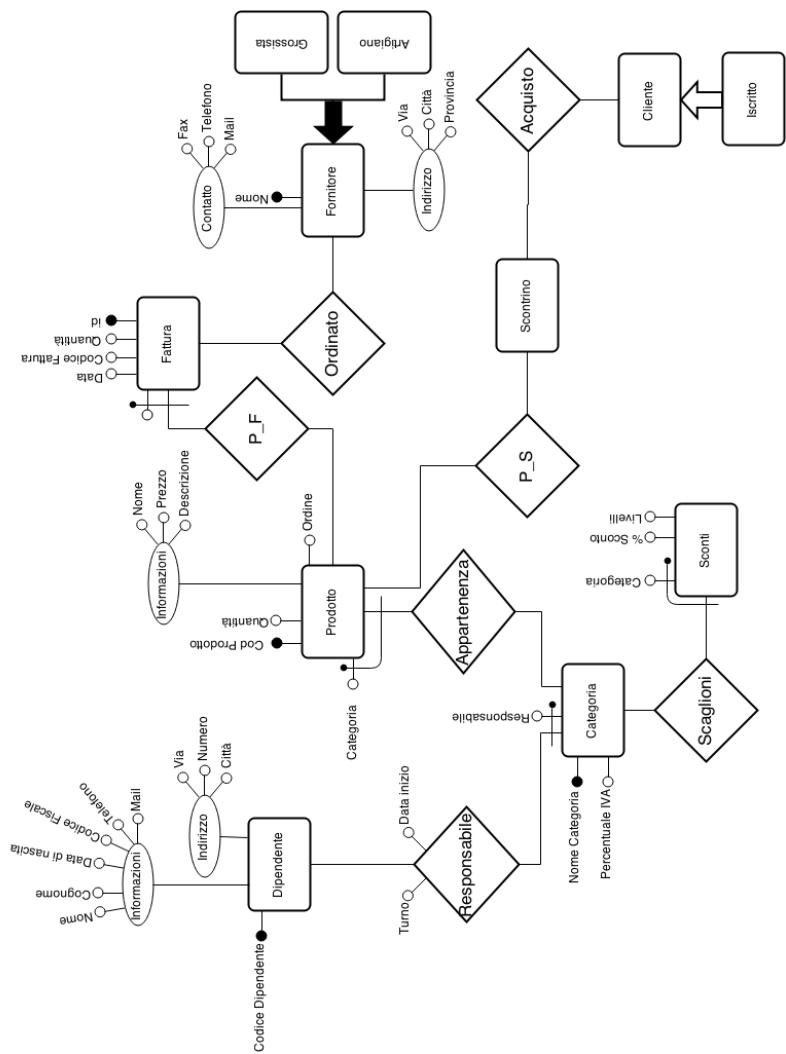 Grossista
Artigiano
Fax
Telefono
Mail
Contatto
Nome
Fornitore
Via
Città
Provincia
Indirizzo
Acquisto
Cliente
Iscritto
id
Quantità
Codice Fattura
Data
Fattura
Ordinato
Scontrino
P_F
P_S
Nome
Prezzo
Descrizione
Informazioni
Ordine
Quantità
Cod Prodotto
Prodotto
Categoria
Appartenenza
Livelli
% Sconto
Categoria
Sconti
Scaglioni
Responsabile
Categoria
Nome Categoria
Percentuale IVA
Via
Numero
Città
Indirizzo
Mail
Telefono
Codice Fiscale
Data di nascita
Cognome
Nome
Informazioni
Dipendente
Codice Dipendente
Data inizio
Turno
Responsabile